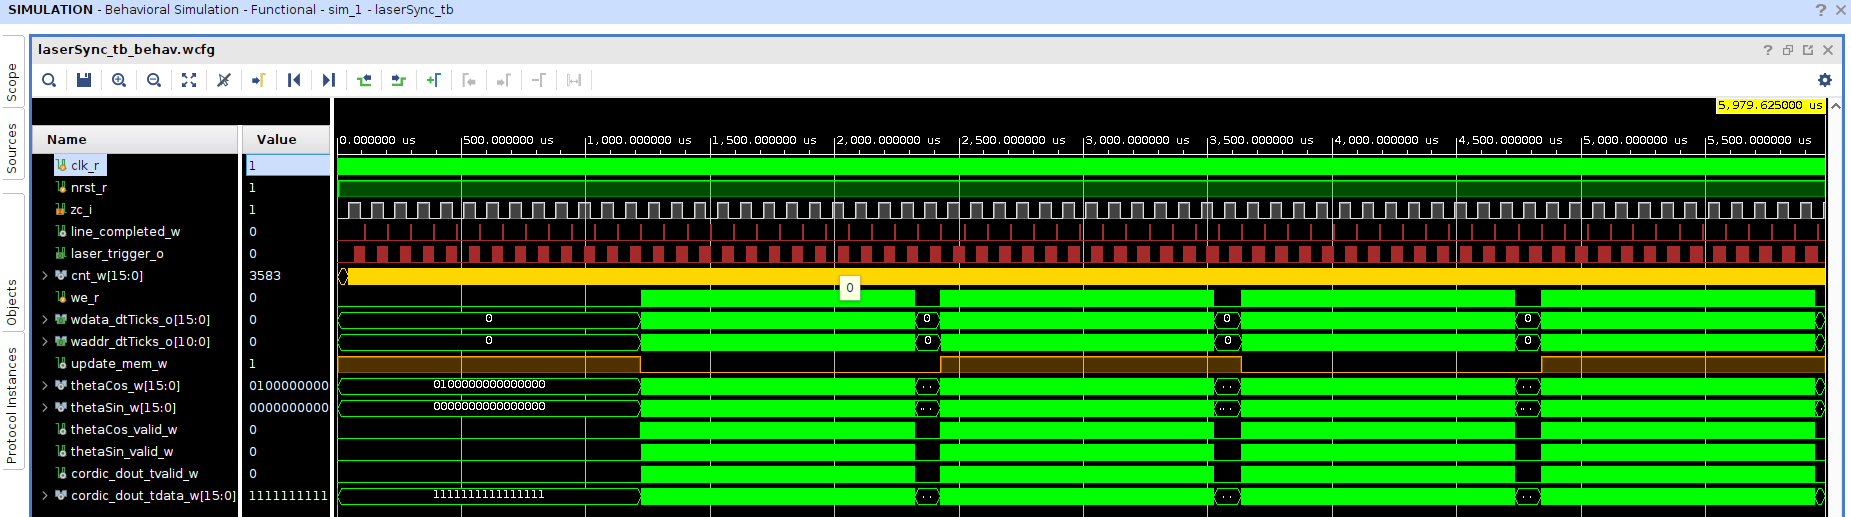 SIMULATION - Behavioral Simulation - Functional - sim_1 - laserSync_tb
laserSync_tb_behav.wcfg
Scope
Sources
Objects
Protocol Instances
5,979.625000 us
Name Value
0.000000 us 500.000000 us 1,000.000000 us 1,500.000000 us 2,000.000000 us 2,500.000000 us 3,000.000000 us 3,500.000000 us 4,000.000000 us 4,500.000000 us 5,000.000000 us 5,500.000000 us
clk_r 1
nrst_r 1
zc_i 1
line_completed_w 0
laser_trigger_o 0
cnt_w[15:0] 3583
0
we_r 0
wdata_dtTicks_o[15:0] 0 0 0 0 0
waddr_dtTicks_o[10:0] 0 0 0 0 0
update_mem_w 1
thetaCos_w[15:0] 0100000000 0100000000000000 .. .. ..
thetaSin_w[15:0] 0000000000 0000000000000000 .. .. ..
thetaCos_valid_w 0
thetaSin_valid_w 0
cordic_dout_tvalid_w 0
cordic_dout_tdata_w[15:0] 1111111111 1111111111111111 .. .. ..